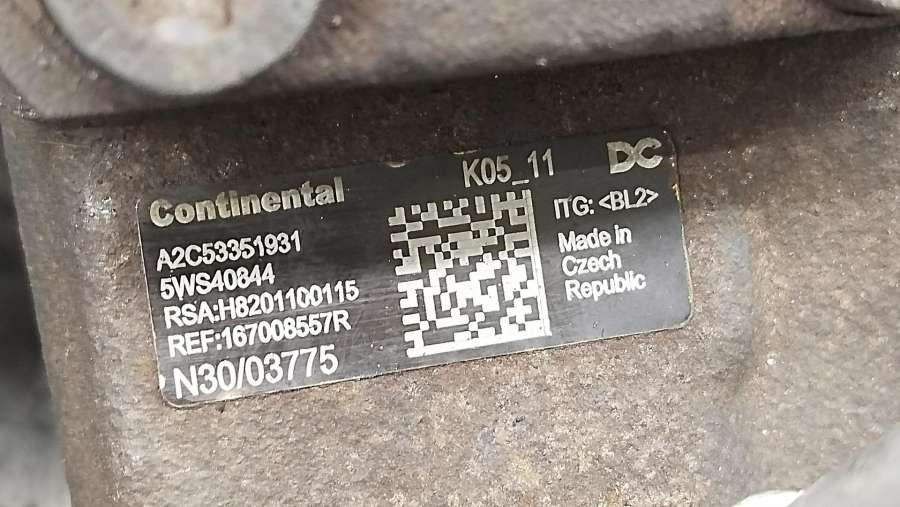 Continental
K05_11
DC
A2C53351931
5WS40844
RSA:H8201100115
REF:167008557R
N30/03775
ITG: <BL2>
Made in
Czech
Republic